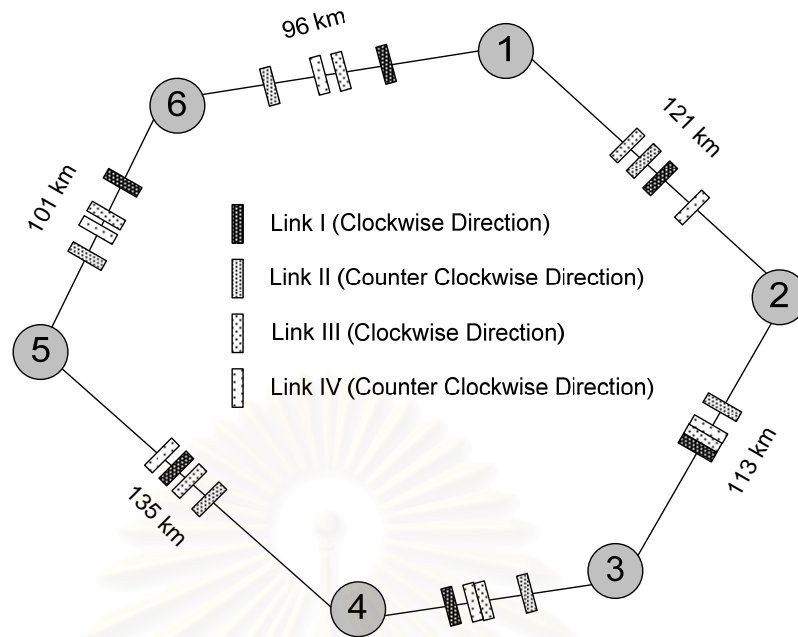 96 km
1
6
121 km
101 km
Link I (Clockwise Direction)
Link II (Counter Clockwise Direction)
2
Link III (Clockwise Direction)
5
Link IV (Counter Clockwise Direction)
113 km
135 km
3
4